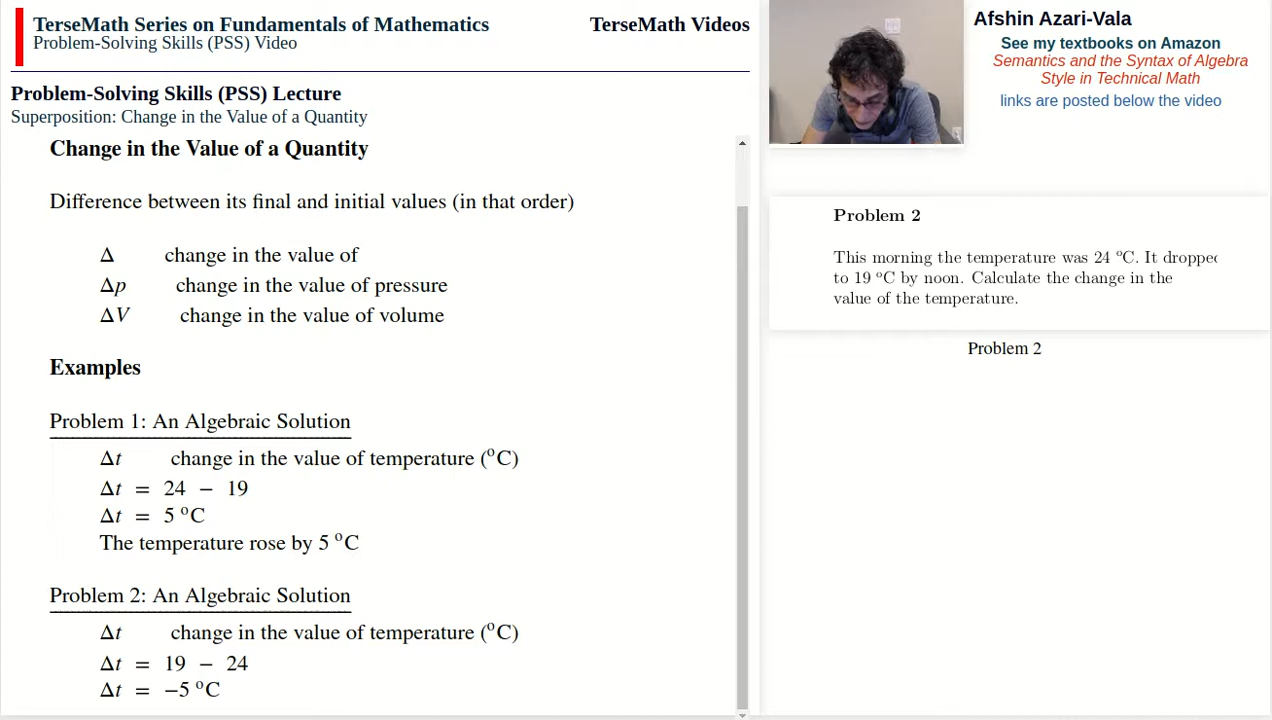 TerseMath Series on Fundamentals of Mathematics
TerseMath Videos
Problem-Solving Skills (PSS) Video
Problem-Solving Skills (PSS) Lecture
Superposition: Change in the Value of a Quantity
Change in the Value of a Quantity
Difference between its final and initial values (in that order)
Δ change in the value of
Δp change in the value of pressure
ΔV change in the value of volume
Examples
Problem 1: An Algebraic Solution
Δt change in the value of temperature (°C)
Δt = 24 − 19
Δt = 5 °C
The temperature rose by 5 °C
Problem 2: An Algebraic Solution
Δt change in the value of temperature (°C)
Δt = 19 − 24
Δt = −5 °C
Afshin Azari-Vala
See my textbooks on Amazon
Semantics and the Syntax of Algebra
Style in Technical Math
links are posted below the video
Problem 2
This morning the temperature was 24 °C. It dropped
to 19 °C by noon. Calculate the change in the
value of the temperature.
Problem 2